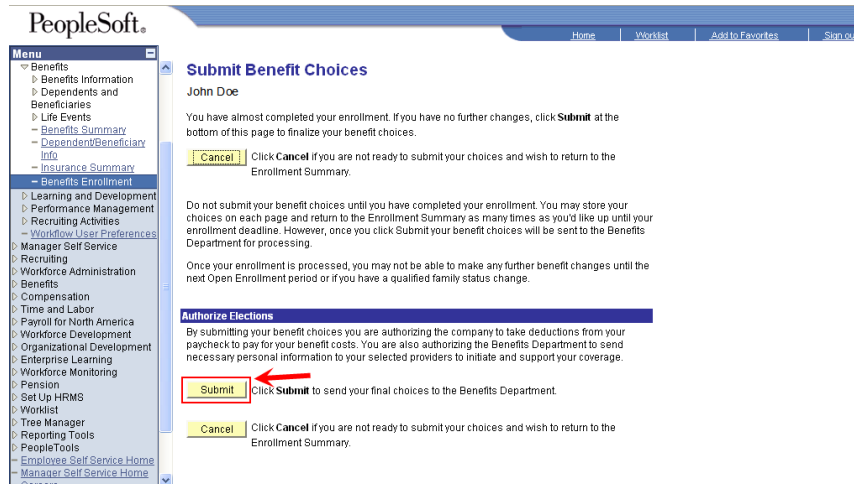 PeopleSoft®
Home
Worklist
Add to Favorites
Sign ou
Menu
Benefits
Benefits Information
Dependents and
Beneficiaries
Life Events
Benefits Summary
Dependent/Beneficiary
Info
Insurance Summary
Benefits Enrollment
Learning and Development
Performance Management
Recruiting Activities
Workflow User Preferences
Manager Self Service
Recruiting
Workforce Administration
Benefits
Compensation
Time and Labor
Payroll for North America
Workforce Development
Organizational Development
Enterprise Learning
Workforce Monitoring
Pension
Set Up HRMS
Worklist
Tree Manager
Reporting Tools
PeopleTools
Employee Self Service Home
Manager Self Service Home
Submit Benefit Choices
John Doe
You have almost completed your enrollment. If you have no further changes, click Submit at the
bottom of this page to finalize your benefit choices.
Cancel Click Cancel if you are not ready to submit your choices and wish to return to the
Enrollment Summary.
Do not submit your benefit choices until you have completed your enrollment. You may store your
choices on each page and return to the Enrollment Summary as many times as you'd like up until your
enrollment deadline. However, once you click Submit your benefit choices will be sent to the Benefits
Department for processing.
Once your enrollment is processed, you may not be able to make any further benefit changes until the
next Open Enrollment period or if you have a qualified family status change.
Authorize Elections
By submitting your benefit choices you are authorizing the company to take deductions from your
paycheck to pay for your benefit costs. You are also authorizing the Benefits Department to send
necessary personal information to your selected providers to initiate and support your coverage.
Submit Click Submit to send your final choices to the Benefits Department.
Cancel Click Cancel if you are not ready to submit your choices and wish to return to the
Enrollment Summary.